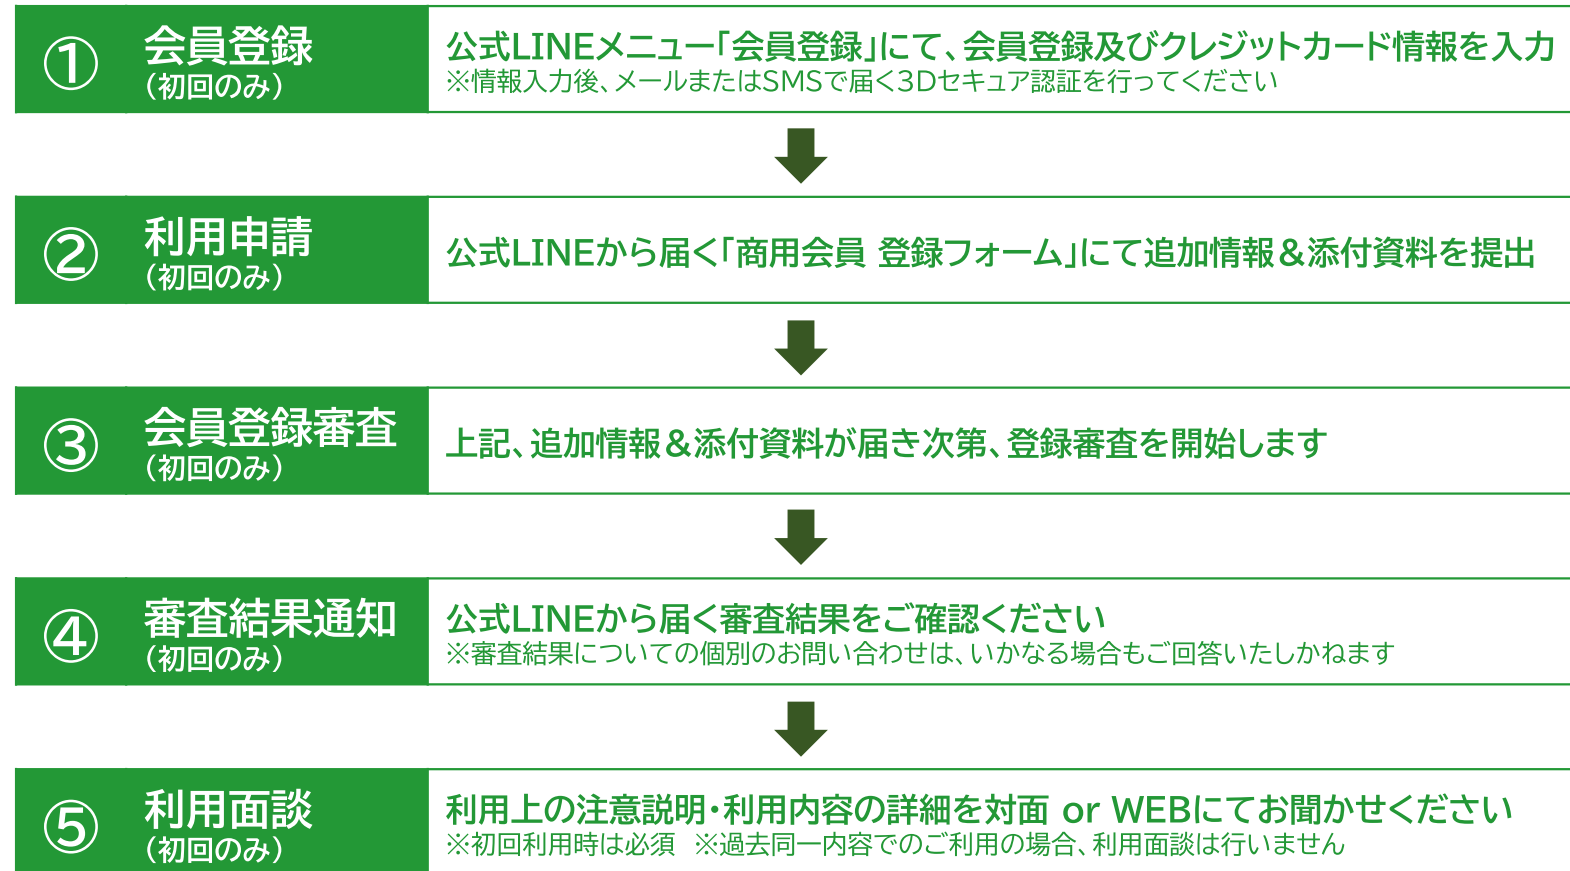 ①
会員登録
(初回のみ)
公式LINEメニュー「会員登録」にて、会員登録及びクレジットカード情報を入力
※情報入力後、メールまたはSMSで届く3Dセキュア認証を行ってください
②
利用申請
(初回のみ)
公式LINEから届く「商用会員 登録フォーム」にて追加情報＆添付資料を提出
③
会員登録審査
(初回のみ)
上記、追加情報＆添付資料が届き次第、登録審査を開始します
④
審査結果通知
(初回のみ)
公式LINEから届く審査結果をご確認ください
※審査結果についての個別のお問い合わせは、いかなる場合もご回答いたしかねます
⑤
利用面談
(初回のみ)
利用上の注意説明・利用内容の詳細を対面 or WEBにてお聞かせください
※初回利用時は必須 ※過去同一内容でのご利用の場合、利用面談は行いません